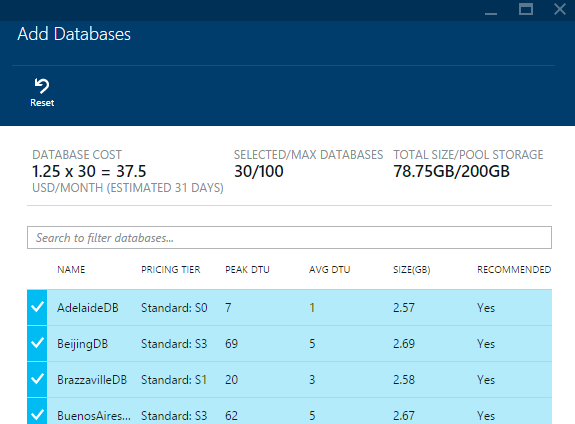 Add Databases
Reset
DATABASE COST SELECTED/MAX DATABASES TOTAL SIZE/POOL STORAGE
1.25 x 30 = 37.5 30/100 78.75GB/200GB
USD/MONTH (ESTIMATED 31 DAYS)
Search to filter databases...
NAME PRICING TIER PEAK DTU AVG DTU SIZE(GB) RECOMMENDED
AdelaideDB Standard: S0 7 1 2.57 Yes
BeijingDB Standard: S3 69 5 2.69 Yes
BrazzavilleDB Standard: S1 20 3 2.58 Yes
BuenosAires... Standard: S3 62 5 2.67 Yes